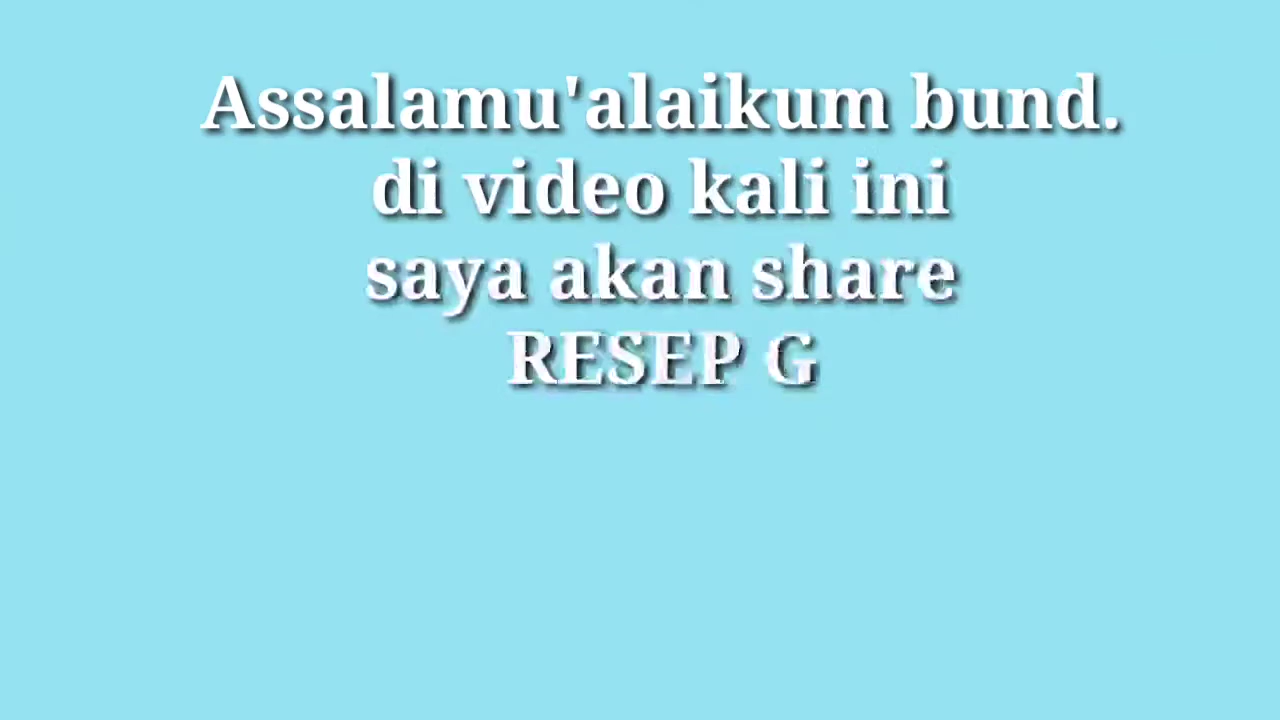 Assalamu'alaikum bund.
di video kali ini
saya akan share
RESEP G